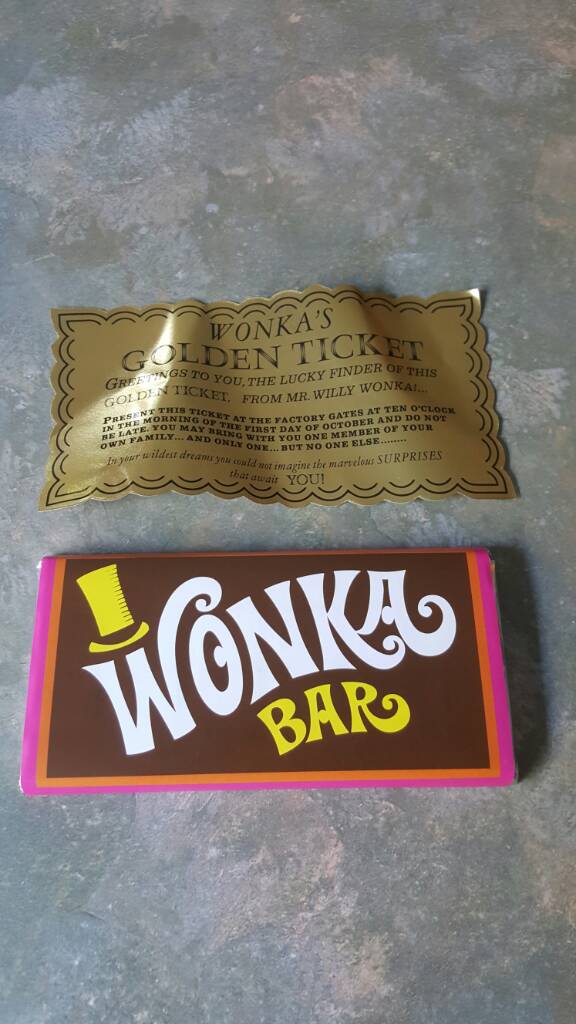 WONKA'S
GOLDEN TICKET
GREETINGS TO YOU, THE LUCKY FINDER OF THIS
GOLDEN TICKET, FROM MR. WILLY WONKA!...
PRESENT THIS TICKET AT THE FACTORY GATES AT TEN O'CLOCK
IN THE MORNING OF THE FIRST DAY OF OCTOBER AND DO NOT
BE LATE. YOU MAY BRING WITH YOU ONE MEMBER OF YOUR
OWN FAMILY... AND ONLY ONE... BUT NO ONE ELSE........
In your wildest dreams you could not imagine the marvelous SURPRISES
that await YOU!
WONKA
BAR